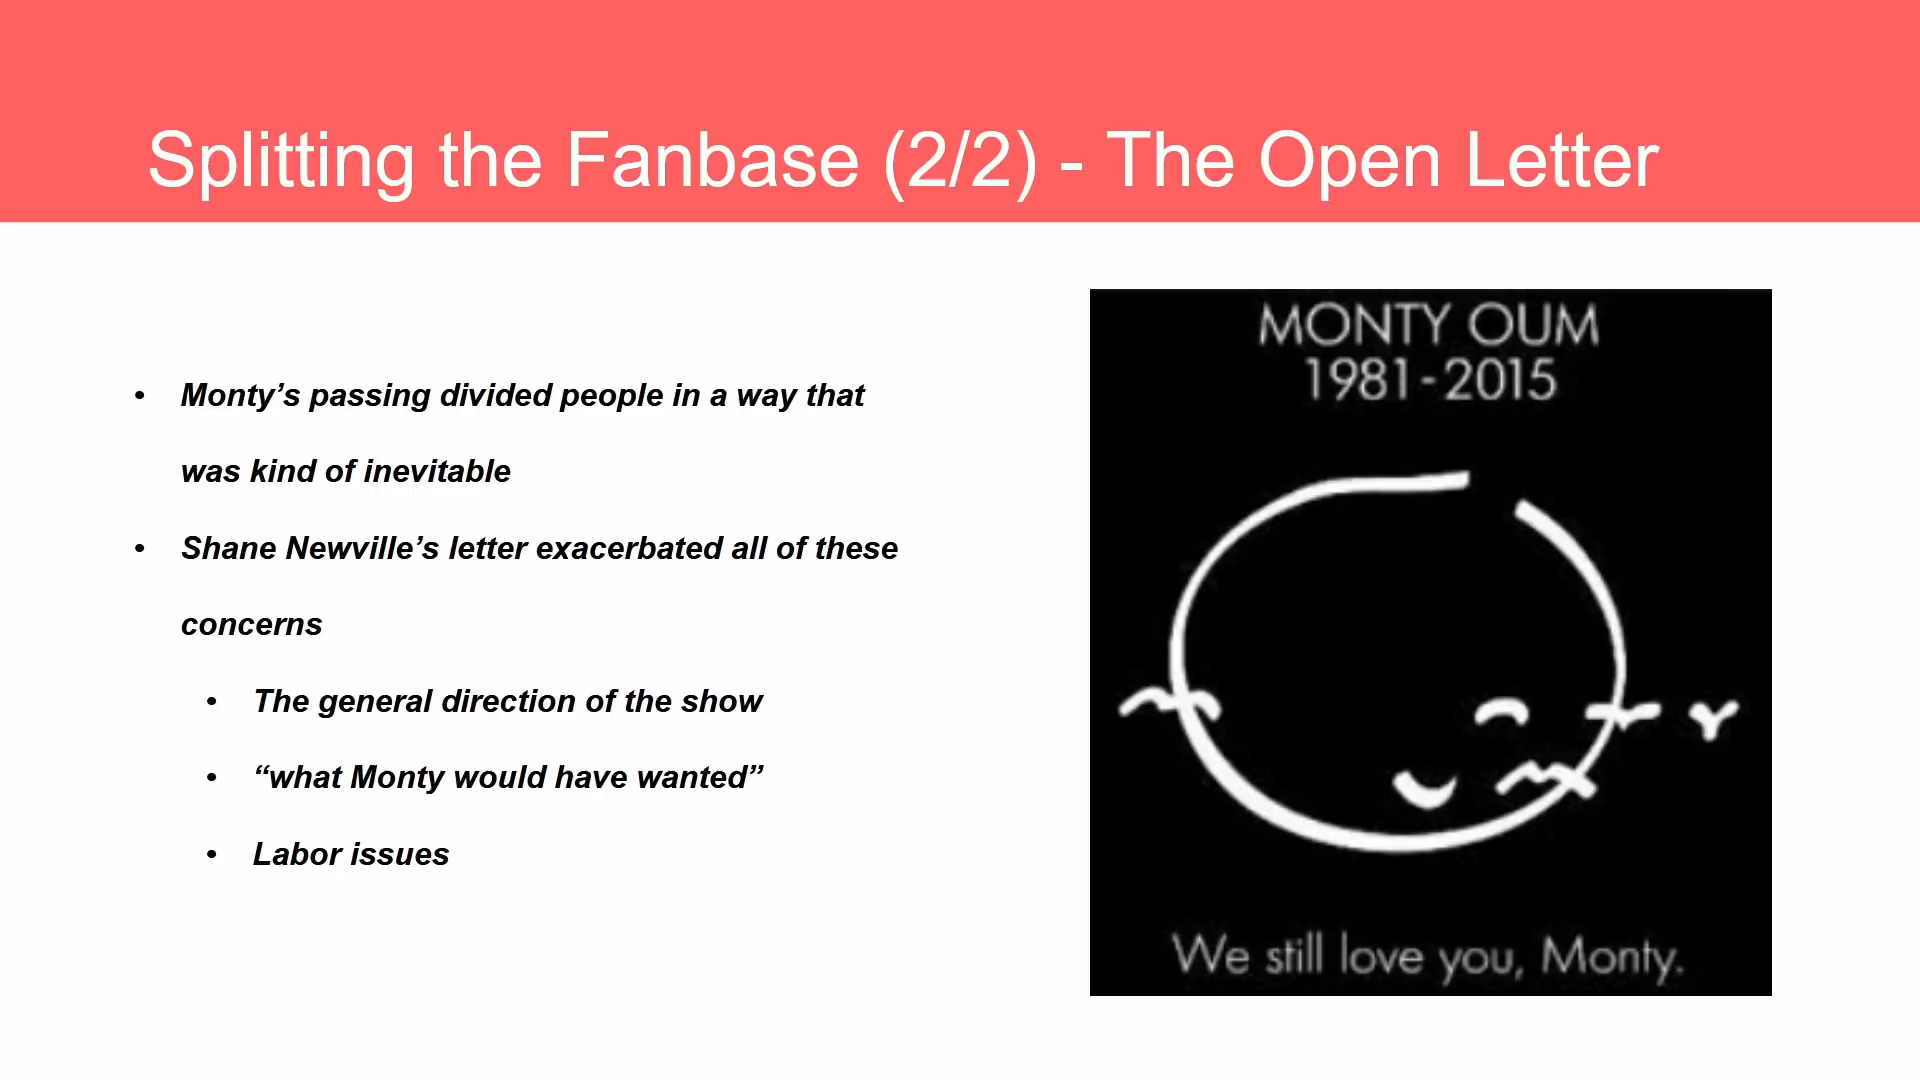 Splitting the Fanbase (2/2) - The Open Letter
• Monty’s passing divided people in a way that
was kind of inevitable
• Shane Newville’s letter exacerbated all of these
concerns
• The general direction of the show
• “what Monty would have wanted”
• Labor issues
MONTY OUM
1981-2015
We still love you, Monty.